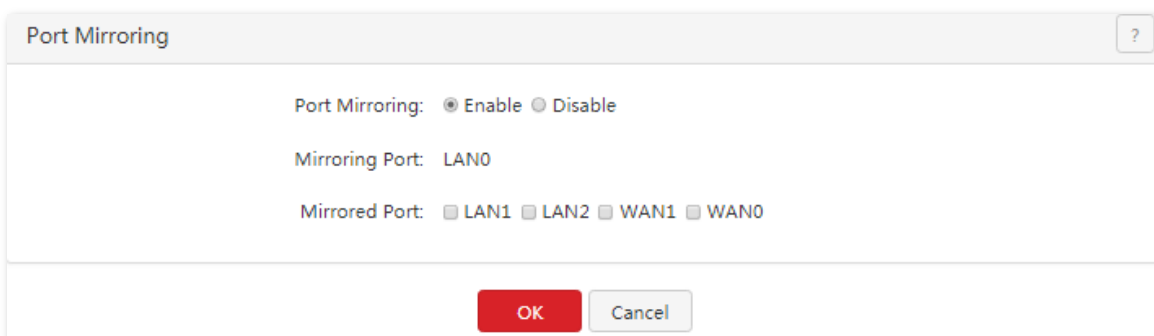 Port Mirroring ?
Port Mirroring: Enable Disable
Mirroring Port: LAN0
Mirrored Port: LAN1 LAN2 WAN1 WAN0
OK Cancel